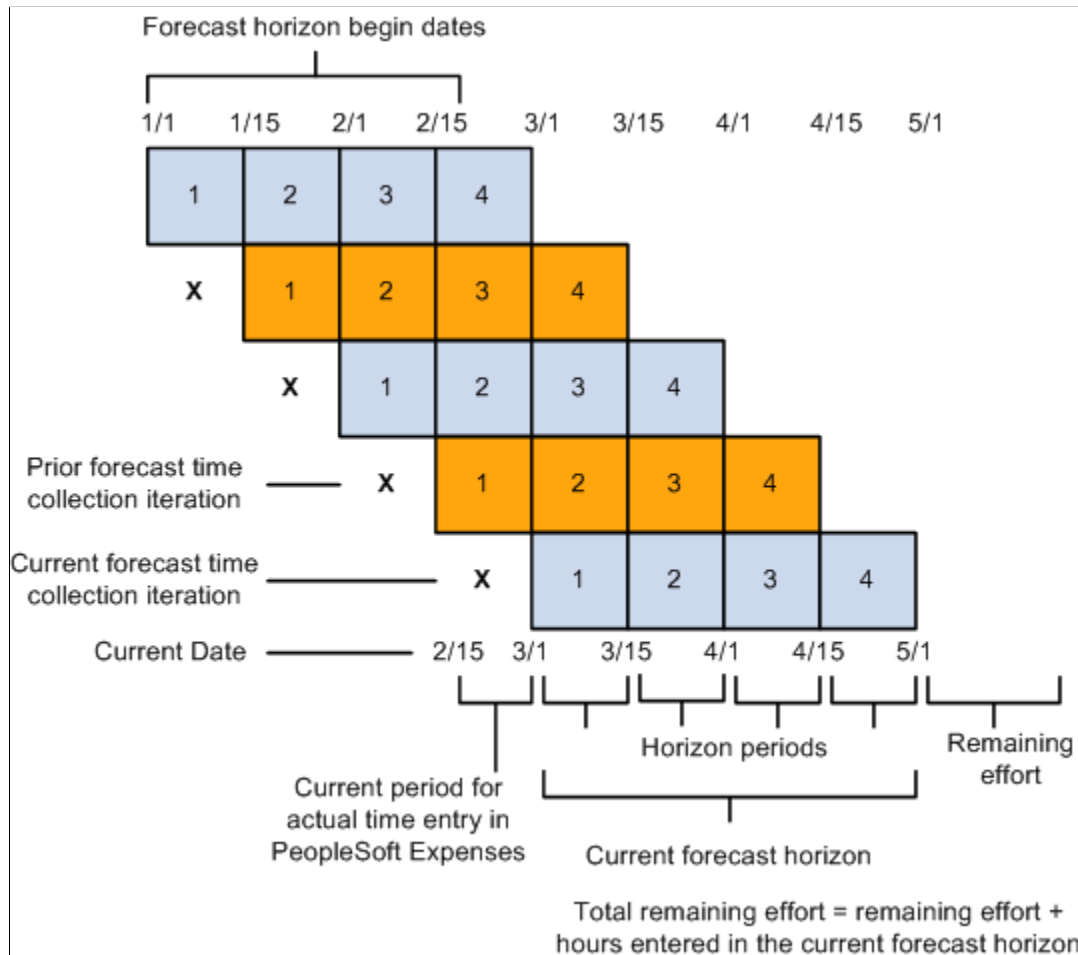 Forecast horizon begin dates
1/1 1/15 2/1 2/15 3/1 3/15 4/1 4/15 5/1
1 2 3 4
X 1 2 3 4
X 1 2 3 4
Prior forecast time
collection iteration
X 1 2 3 4
Current forecast time
collection iteration
X 1 2 3 4
Current Date
2/15 3/1 3/15 4/1 4/15 5/1
Horizon periods
Remaining
effort
Current period for
actual time entry in
PeopleSoft Expenses
Current forecast horizon
Total remaining effort = remaining effort +
hours entered in the current forecast horizon